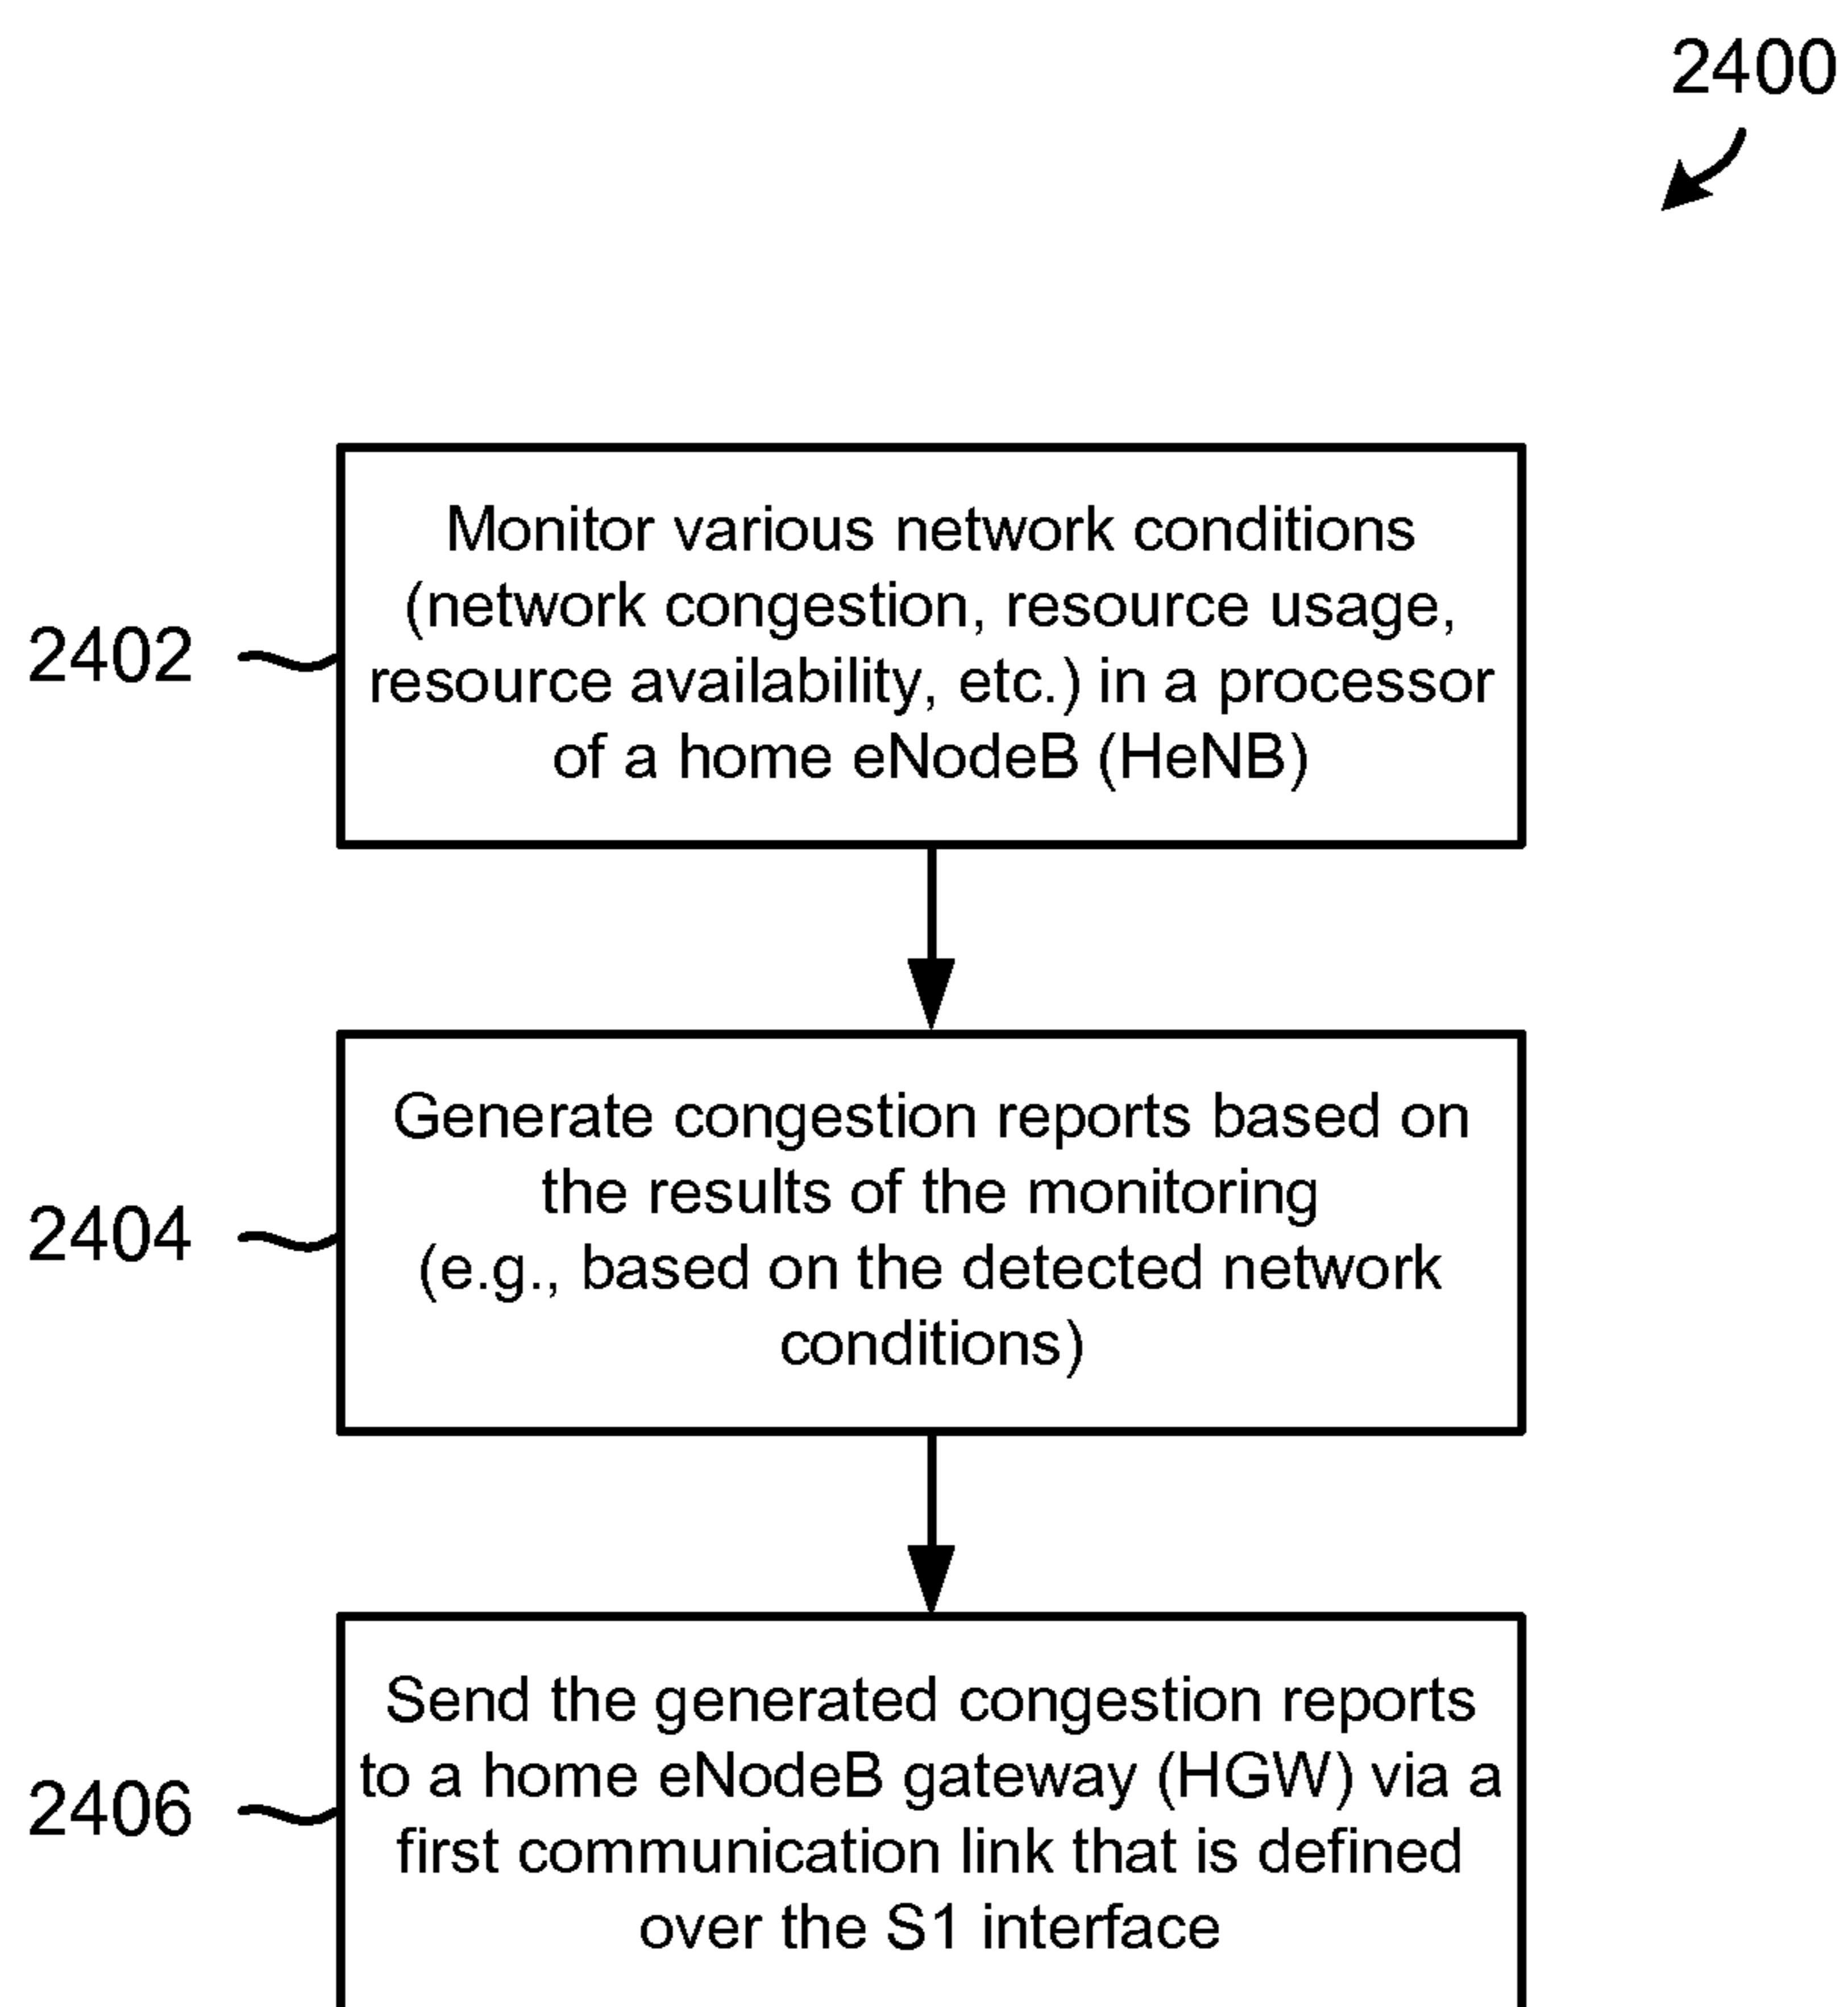 2400
2402
Monitor various network conditions
(network congestion, resource usage,
resource availability, etc.) in a processor
of a home eNodeB (HeNB)
2404
Generate congestion reports based on
the results of the monitoring
(e.g., based on the detected network
conditions)
2406
Send the generated congestion reports
to a home eNodeB gateway (HGW) via a
first communication link that is defined
over the S1 interface